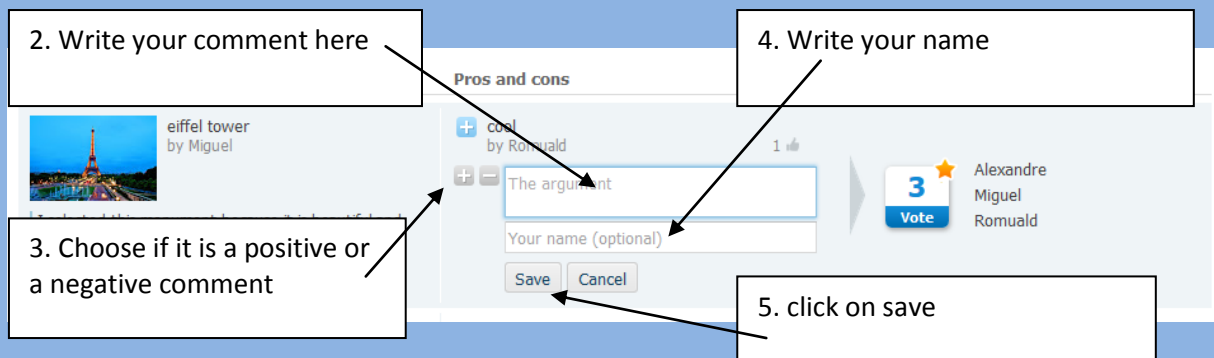 2. Write your comment here
4. Write your name
Pros and cons
eiffel tower
by Miguel
cool
by Romuald
1
The argument
Your name (optional)
Save
Cancel
3
Vote
Alexandre
Miguel
Romuald
3. Choose if it is a positive or
a negative comment
5. click on save